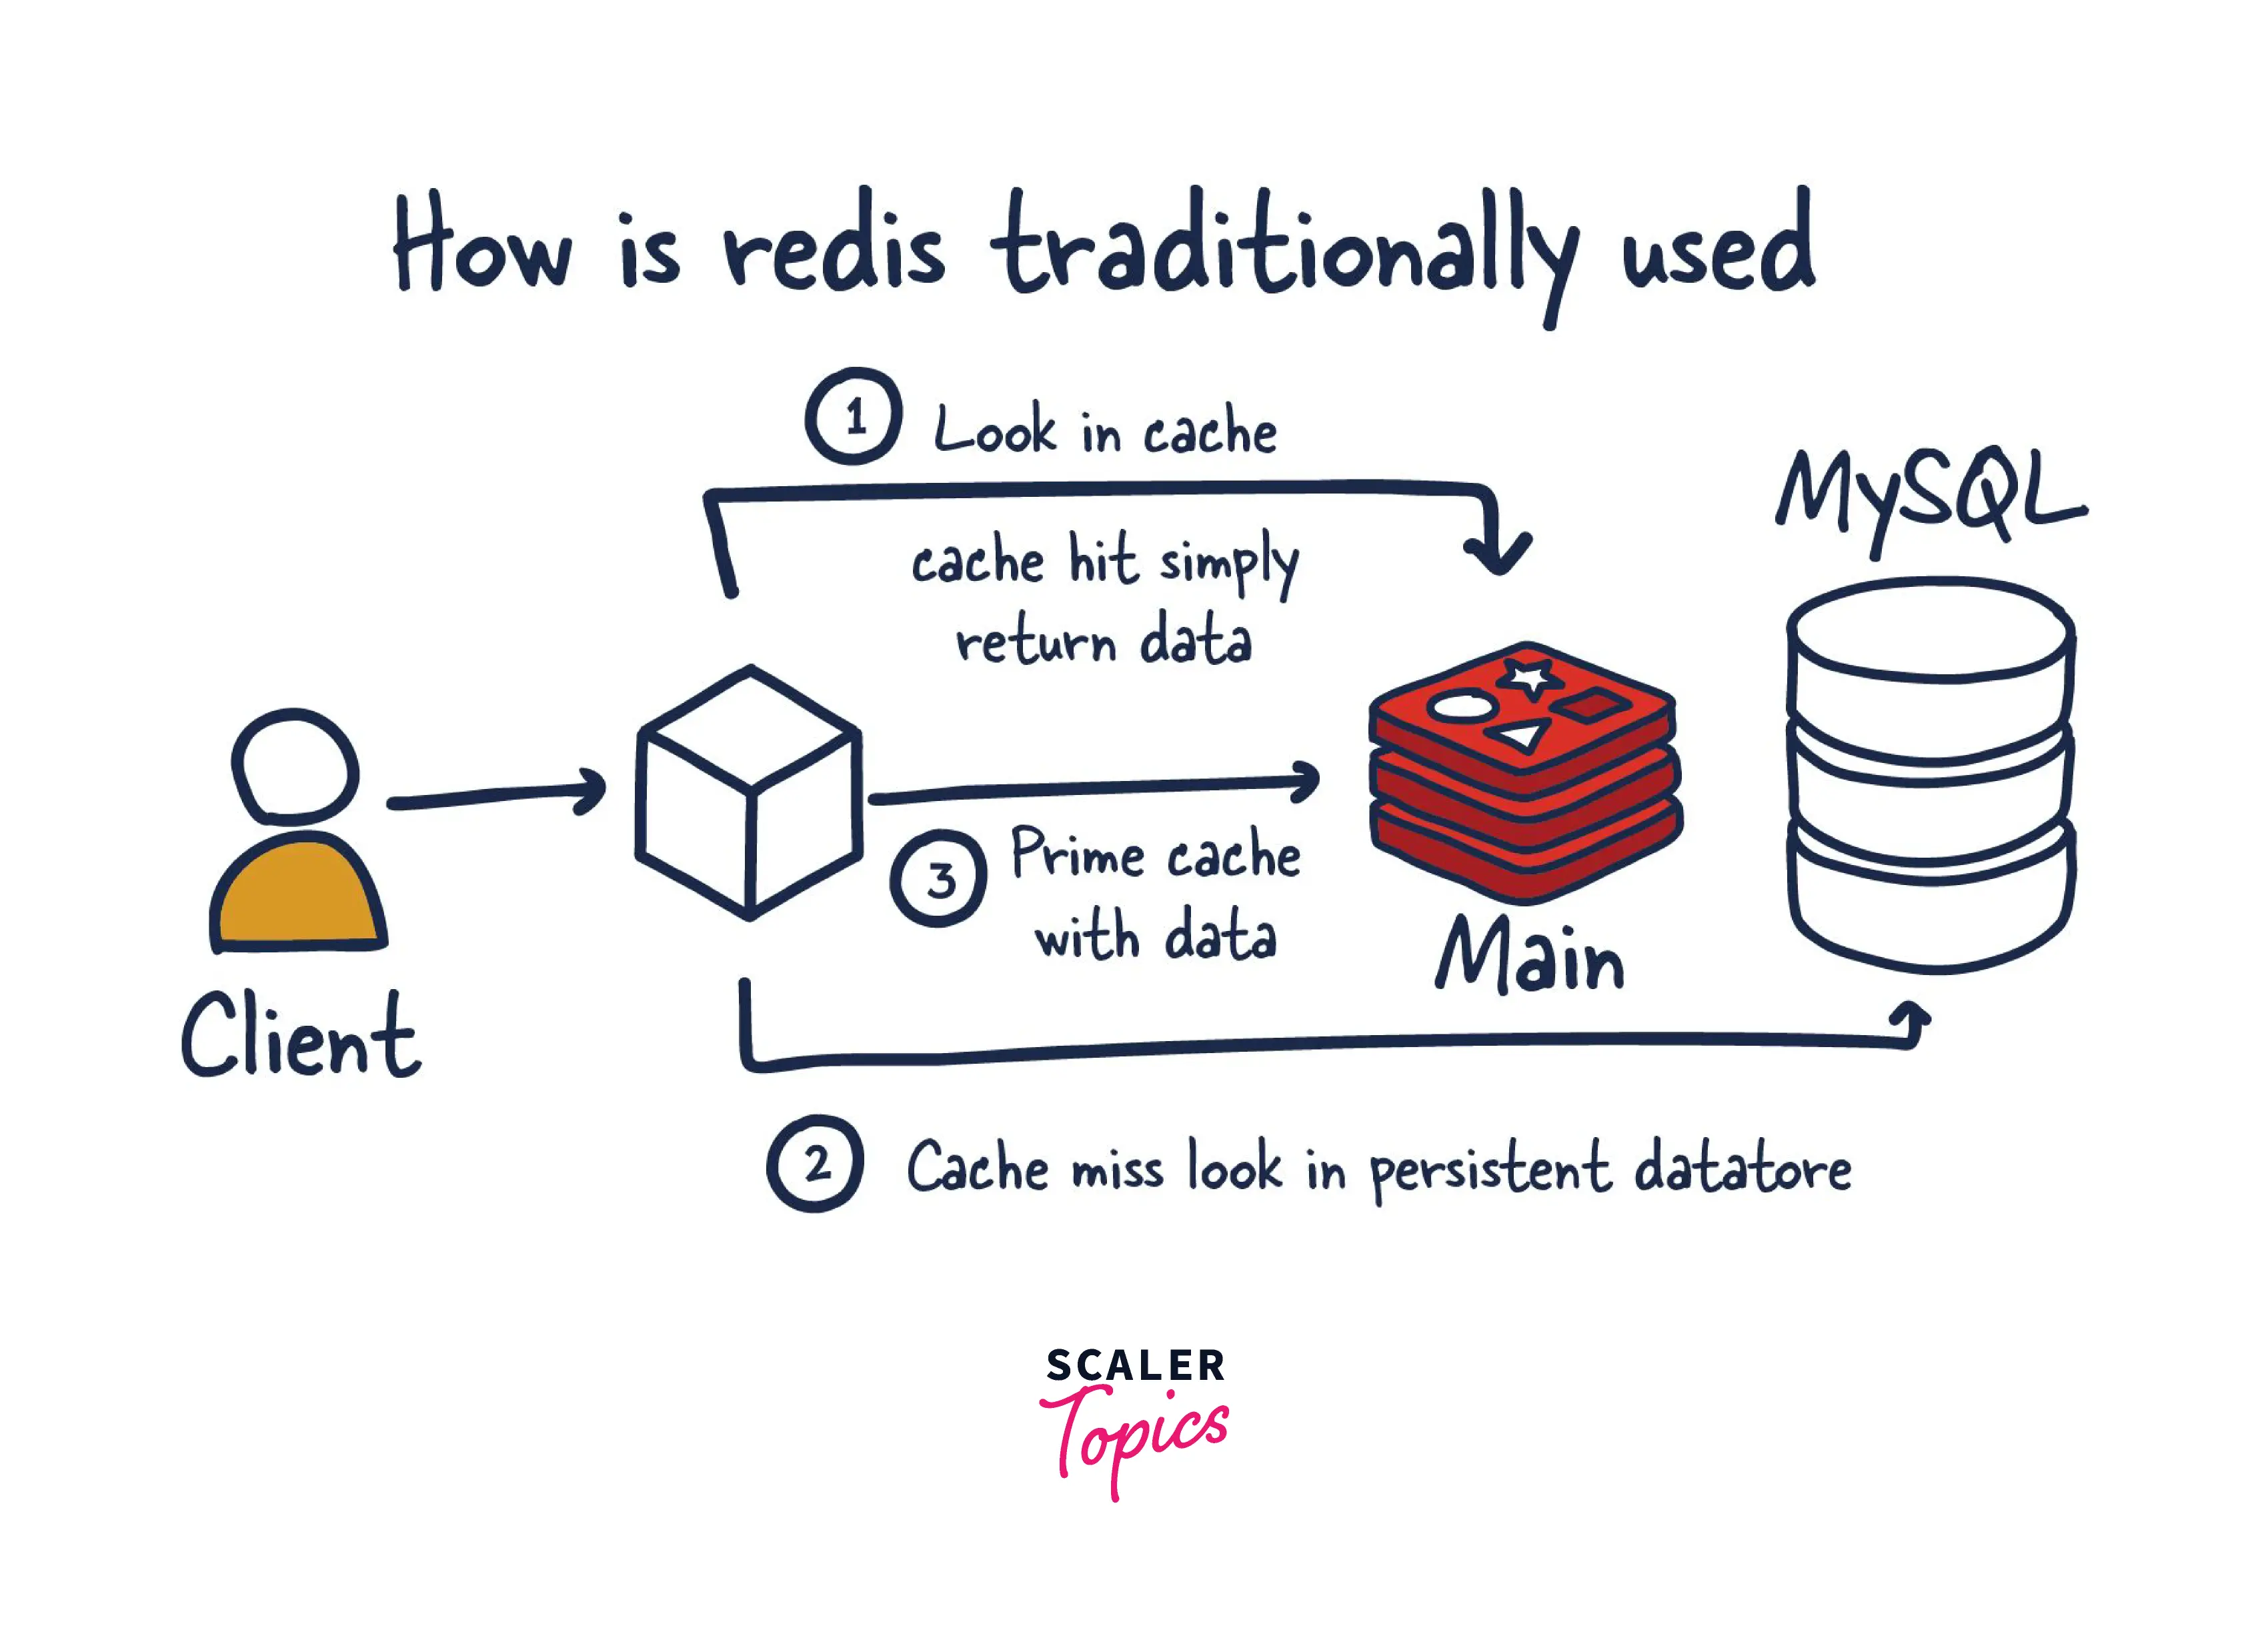 How is redis traditionally used
1 Look in cache
cache hit simply
return data
MySQL
3 Prime cache
with data
Main
Client
2 Cache miss look in persistent datatore
SCALER
Topics